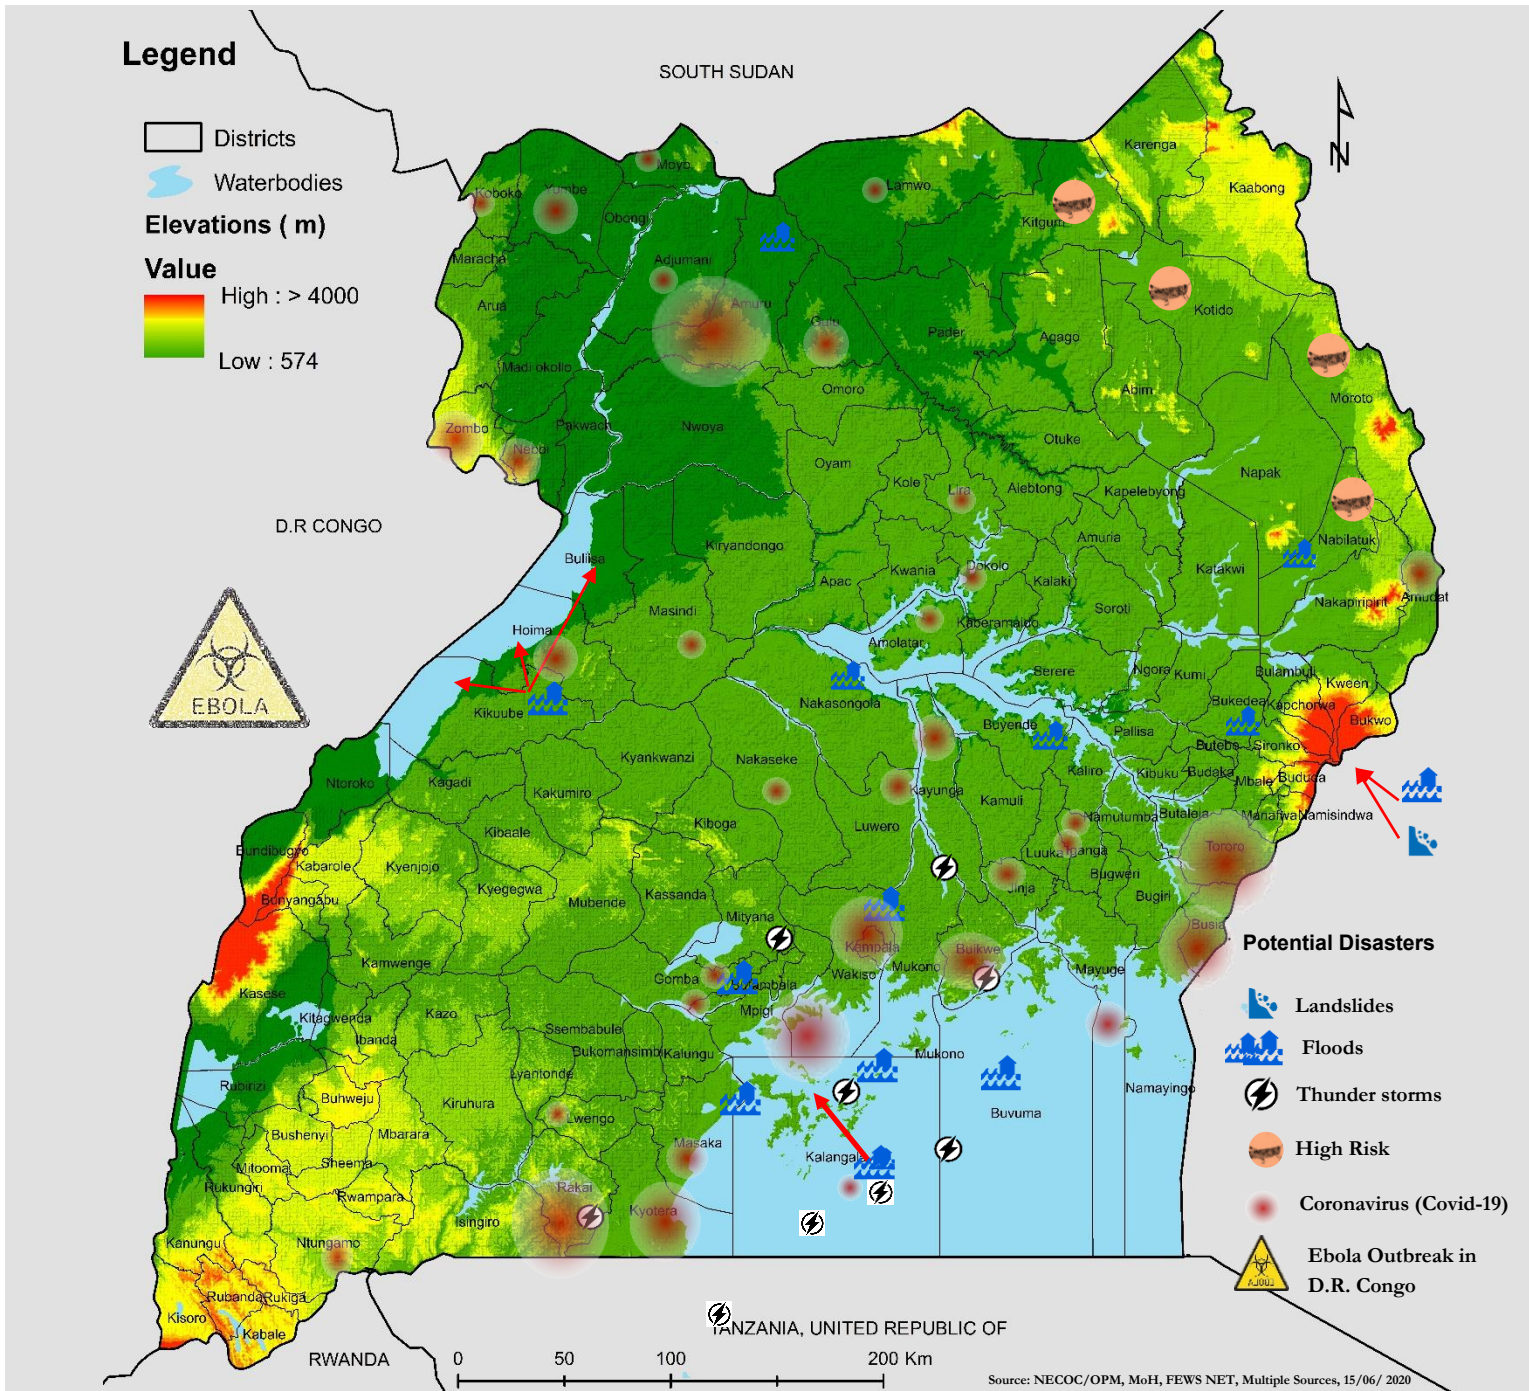 Legend
Districts
Waterbodies
Elevations ( m)
Value
High : > 4000
Low : 574
SOUTH SUDAN
N
Karenga
Kaabong
Moyo
Koboko
Yumbe
Lamwo
Obongi
Kitgum
Maracha
Adjumani
Arua
Amuru
Gulu
Kotido
Pader
Agago
Madi okollo
Omoro
Abim
Moroto
Zombo
Pakwach
Nwoya
Nebbi
Otuke
Oyam
Napak
Kole
Lira
Alebtong
Kapelebyong
D.R CONGO
Amuria
Nabilatuk
Kiryandongo
Buliisa
Kwania
Dokolo
Katakwi
Apac
Kalaki
Amudat
Masindi
Soroti
Nakapiripirit
Kaberamaido
Hoima
Amolatar
Serere
Ngora
Kumi
Bulambuli
Kween
EBOLA
Kikuube
Nakasongola
Bukedea
Kapchorwa
Bukwo
Buyende
Pallisa
Butebo
Sironko
Kyankwanzi
Nakaseke
Ntoroko
Kagadi
Kaliro
Kibuku
Budaka
Mbale
Bududa
Kakumiro
Kayunga
Kamuli
Namutumba
Butaleja
Manafwa
Namisindwa
Kiboga
Luwero
Kibaale
Bundibugyo
Kabarole
Kyenjojo
Luuka
Iganga
Tororo
Bugweri
Kyegegwa
Kassanda
Jinja
Bunyangabu
Mubende
Bugiri
Mityana
Busia
Kampala
Buikwe
Kamwenge
Gomba
Butambala
Wakiso
Mukono
Mayuge
Kasese
Kitagwenda
Kazo
Mpigi
Ssembabule
Ibanda
Bukomansimbi
Kalungu
Mukono
Lyantonde
Rubirizi
Namayingo
Buhweju
Kiruhura
Lwengo
Buvuma
Bushenyi
Mbarara
Masaka
Mitooma
Sheema
Kalangala
Rukungiri
Rwampara
Rakai
Kyotera
Isingiro
Kanungu
Ntungamo
Rubanda
Rukiga
Kisoro
Kabale
Potential Disasters
Landslides
Floods
Thunder storms
High Risk
Coronavirus (Covid-19)
Ebola Outbreak in
D.R. Congo
TANZANIA, UNITED REPUBLIC OF
RWANDA
0 50 100 200 Km
Source: NECOC/OPM, MoH, FEWS NET, Multiple Sources, 15/06/ 2020